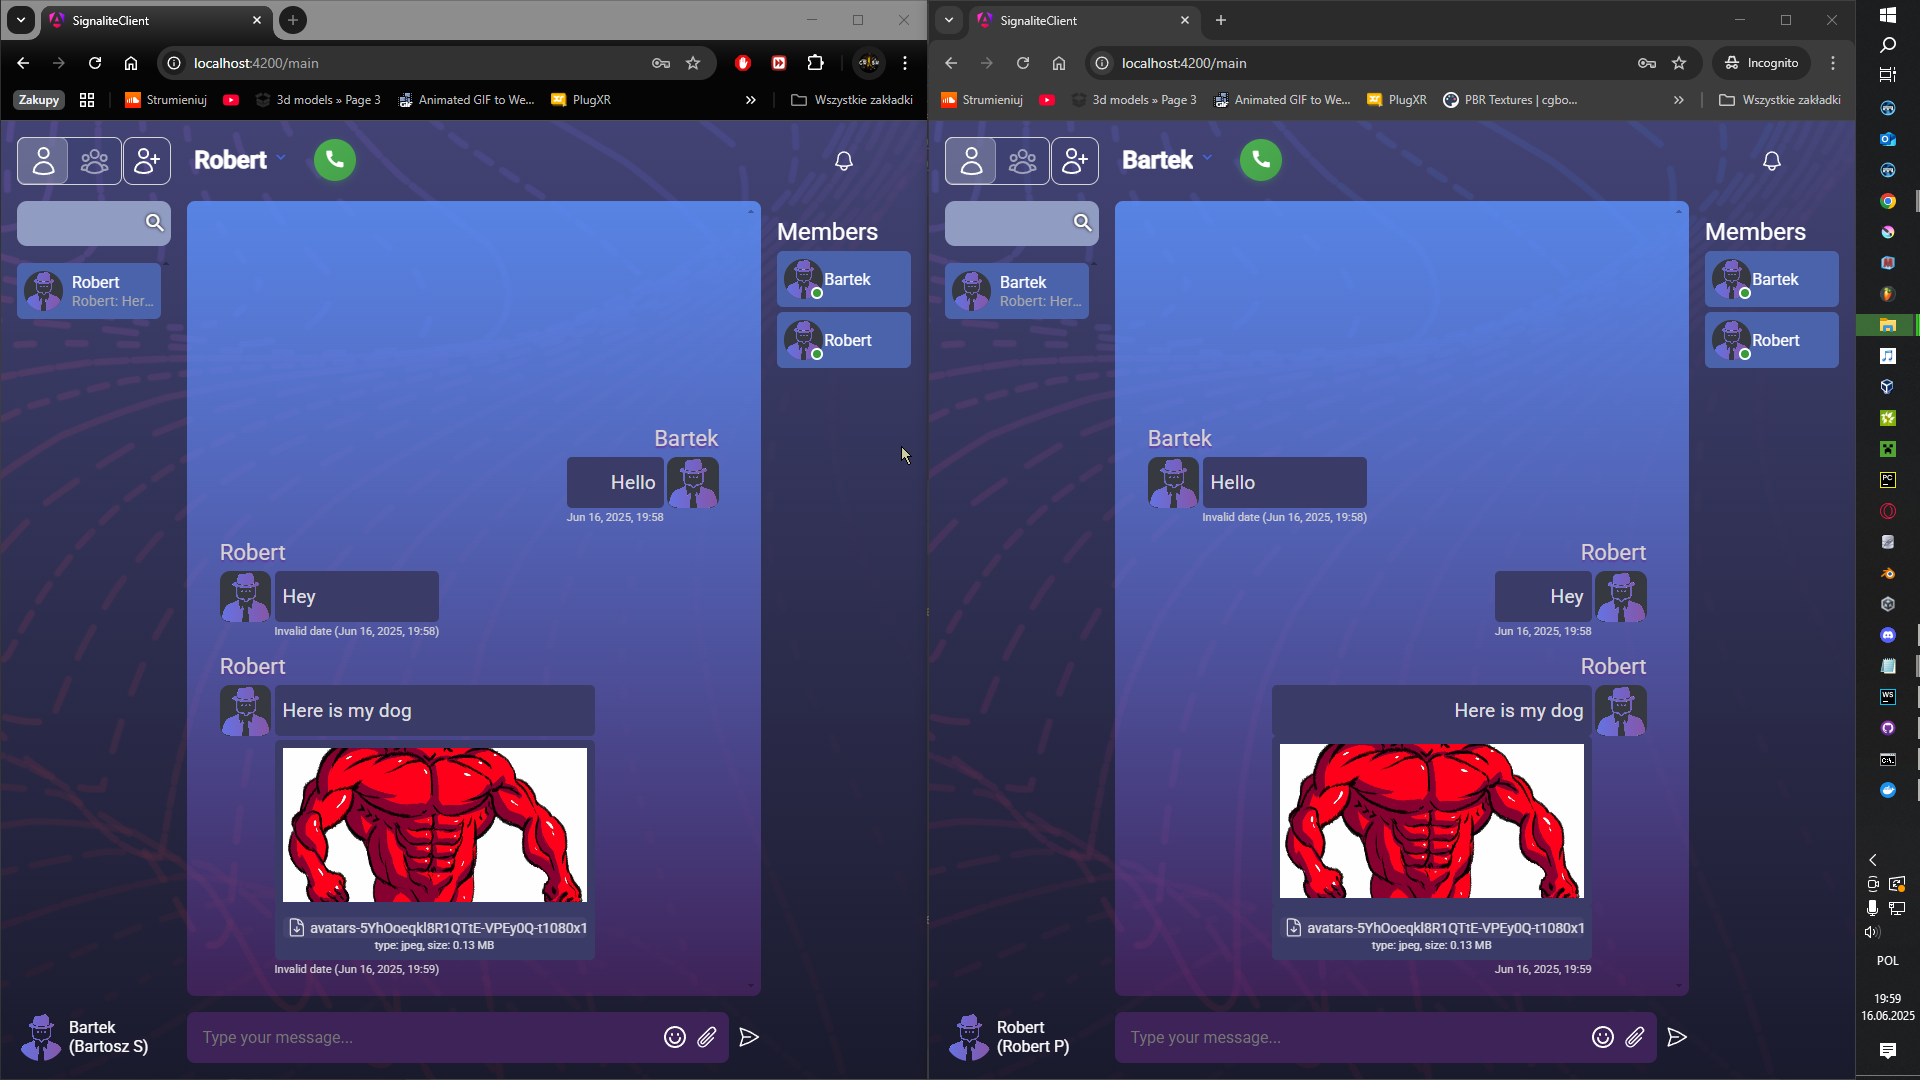 SignaliteClient
localhost:4200/main
Zakupy
Strumieniuj
3d models » Page 3
Animated GIF to We...
PlugXR
»
Wszystkie zakładki
Robert
Robert
Robert: Her...
Members
Bartek
Robert
Bartek
Hello
Jun 16, 2025, 19:58
Robert
Hey
Invalid date (Jun 16, 2025, 19:58)
Robert
Here is my dog
avatars-5YhOoeqkl8R1QTtE-VPEy0Q-t1080x1
type: jpeg, size: 0.13 MB
Invalid date (Jun 16, 2025, 19:59)
Bartek
(Bartosz S)
Type your message...
SignaliteClient
localhost:4200/main
Incognito
Strumieniuj
3d models » Page 3
Animated GIF to We...
PlugXR
PBR Textures | cgbo...
»
Wszystkie zakładki
Bartek
Bartek
Robert: Her...
Members
Bartek
Robert
Bartek
Hello
Invalid date (Jun 16, 2025, 19:58)
Robert
Hey
Jun 16, 2025, 19:58
Robert
Here is my dog
avatars-5YhOoeqkl8R1QTtE-VPEy0Q-t1080x1
type: jpeg, size: 0.13 MB
Jun 16, 2025, 19:59
Robert
(Robert P)
Type your message...
PC
WS
POL
19:59
16.06.2025